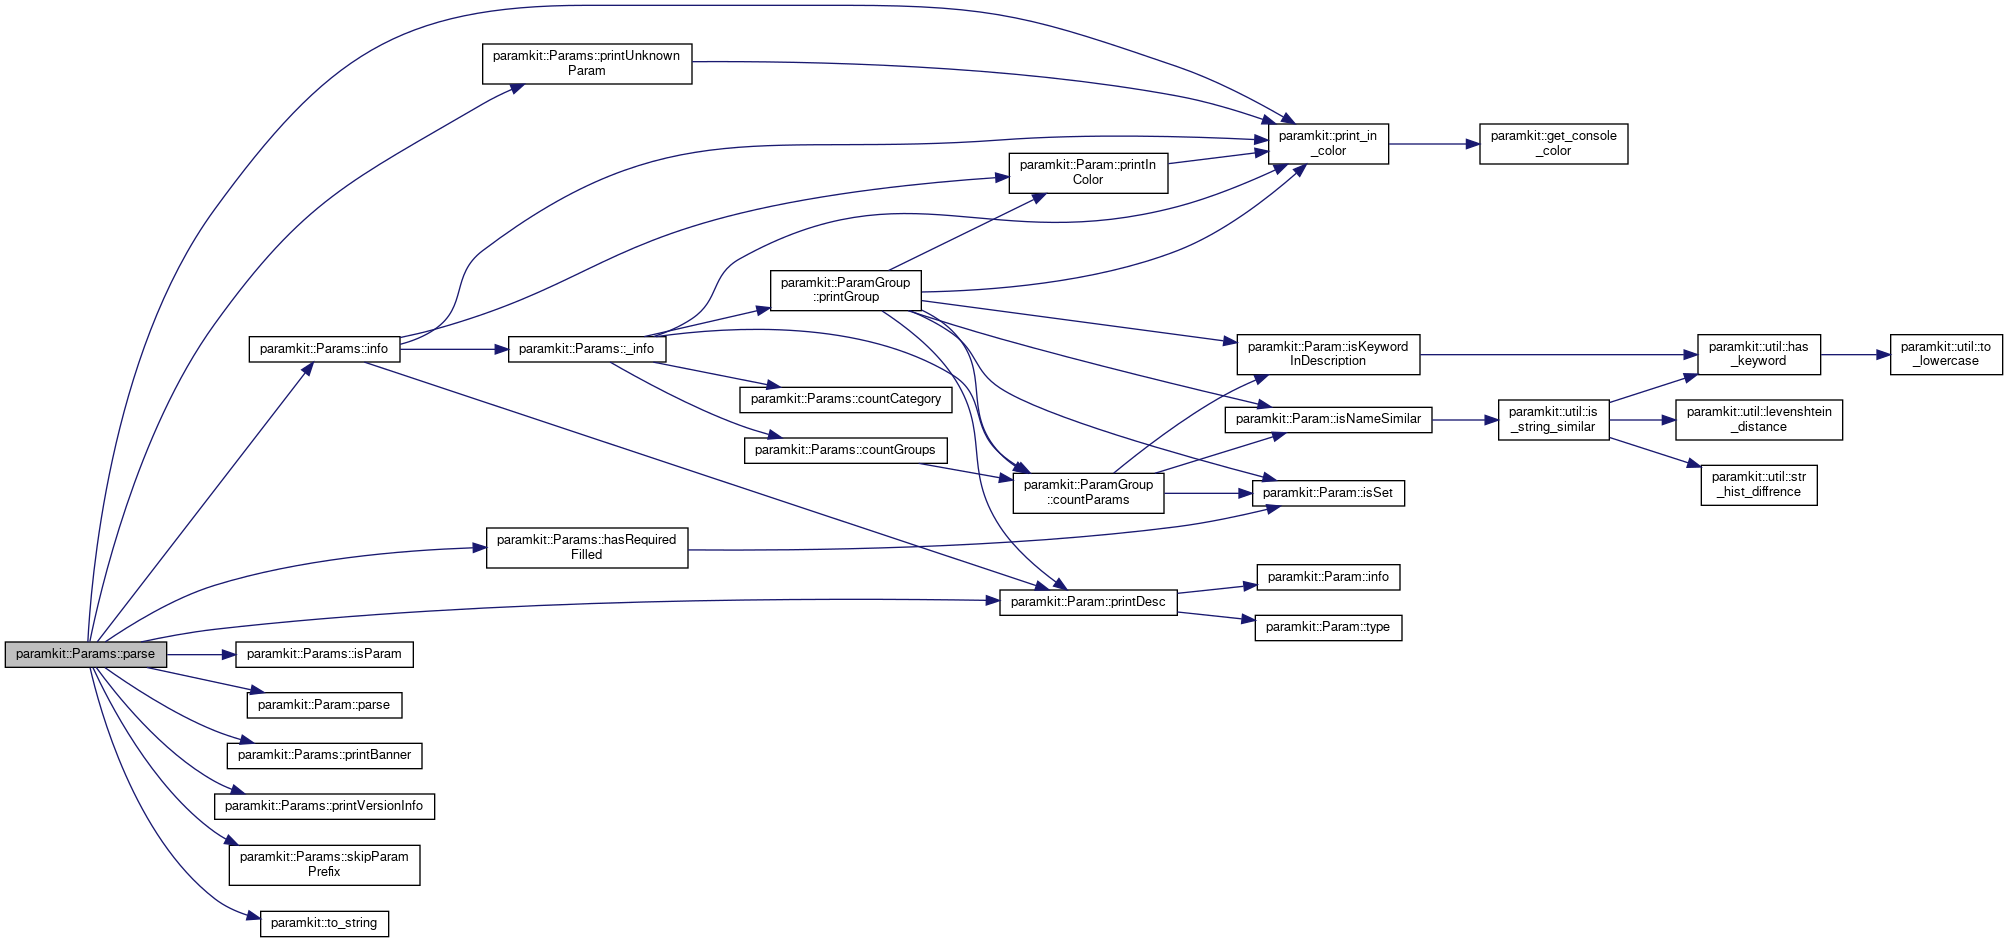 paramkit::Params::parse
paramkit::Params::printUnknown
Param
paramkit::Params::info
paramkit::Params::hasRequired
Filled
paramkit::Params::isParam
paramkit::Param::parse
paramkit::Params::printBanner
paramkit::Params::printVersionInfo
paramkit::Params::skipParam
Prefix
paramkit::to_string
paramkit::Params::_info
paramkit::ParamGroup
::printGroup
paramkit::Params::countCategory
paramkit::Params::countGroups
paramkit::Param::printIn
Color
paramkit::ParamGroup
::countParams
paramkit::Param::printDesc
paramkit::print_in
_color
paramkit::Param::isKeyword
InDescription
paramkit::Param::isNameSimilar
paramkit::Param::isSet
paramkit::Param::info
paramkit::Param::type
paramkit::get_console
_color
paramkit::util::is
_string_similar
paramkit::util::has
_keyword
paramkit::util::levenshtein
_distance
paramkit::util::str
_hist_diffrence
paramkit::util::to
_lowercase